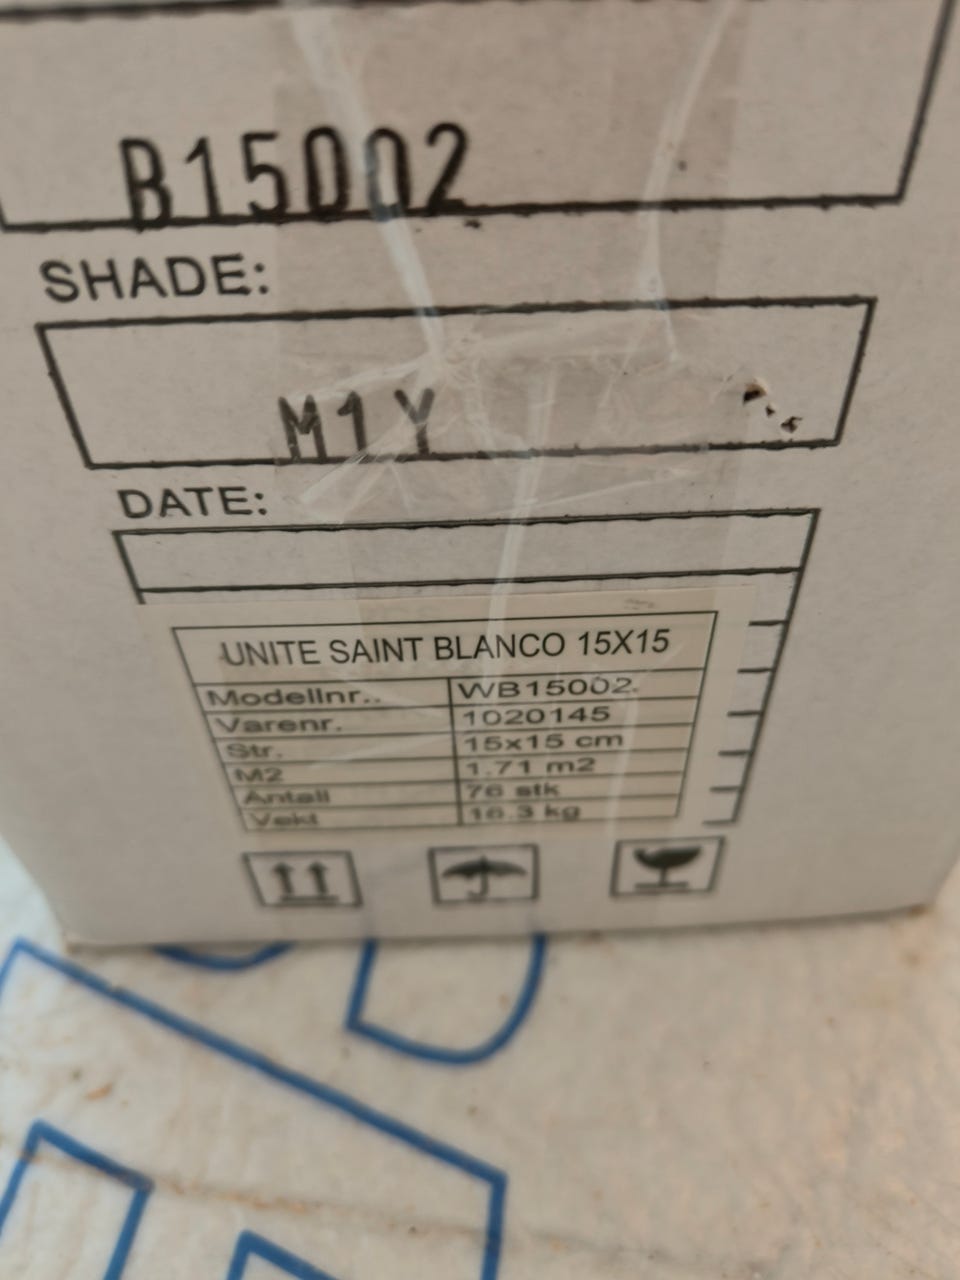 B15002
SHADE:
M1Y
DATE:
UNITE SAINT BLANCO 15X15
Modellnr.. WB15002.
Varenr. 1020145
Str. 15x15 cm
M2 1.71 m2
Antall 76 stk
Vekt 16.3 kg